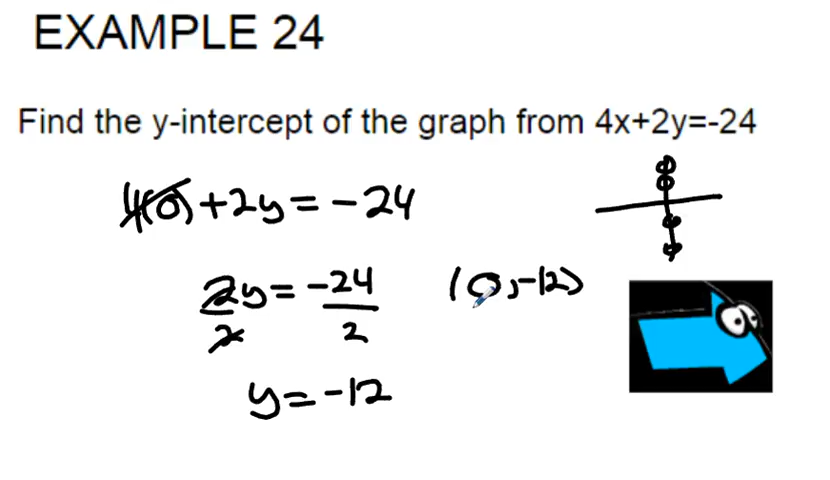 EXAMPLE 24
Find the y-intercept of the graph from 4x+2y=-24
4(0)+2y=-24
2y=-24
2 2
(0,-12)
y=-12